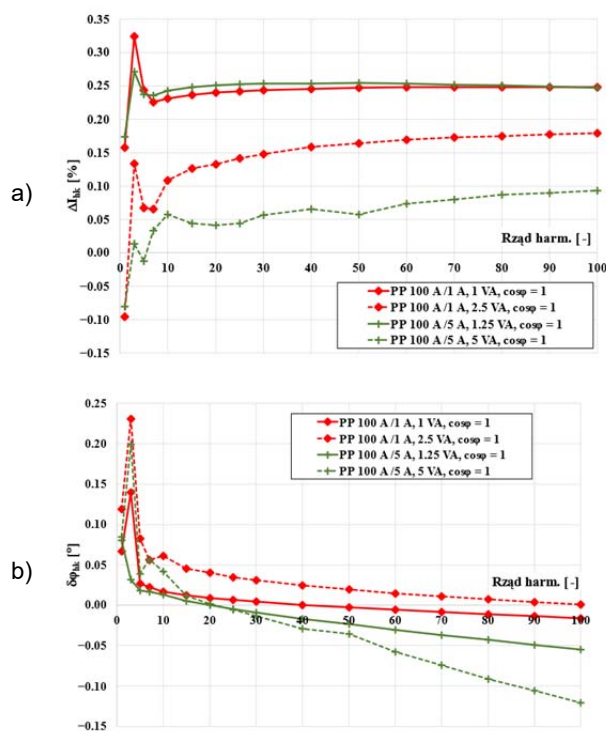 a)
ΔI_hk [%]
0.35
0.30
0.25
0.20
0.15
0.10
0.05
0.00
−0.05
−0.10
−0.15
0 10 20 30 40 50 60 70 80 90 100
Rząd harm. [ - ]
PP 100 A /1 A, 1 VA, cosφ = 1
PP 100 A /1 A, 2.5 VA, cosφ = 1
PP 100 A /5 A, 1.25 VA, cosφ = 1
PP 100 A /5 A, 5 VA, cosφ = 1
b)
δφ_hk [°]
0.25
0.20
0.15
0.10
0.05
0.00
−0.05
−0.10
−0.15
0 10 20 30 40 50 60 70 80 90 100
Rząd harm. [ - ]
PP 100 A /1 A, 1 VA, cosφ = 1
PP 100 A /1 A, 2.5 VA, cosφ = 1
PP 100 A /5 A, 1.25 VA, cosφ = 1
PP 100 A /5 A, 5 VA, cosφ = 1